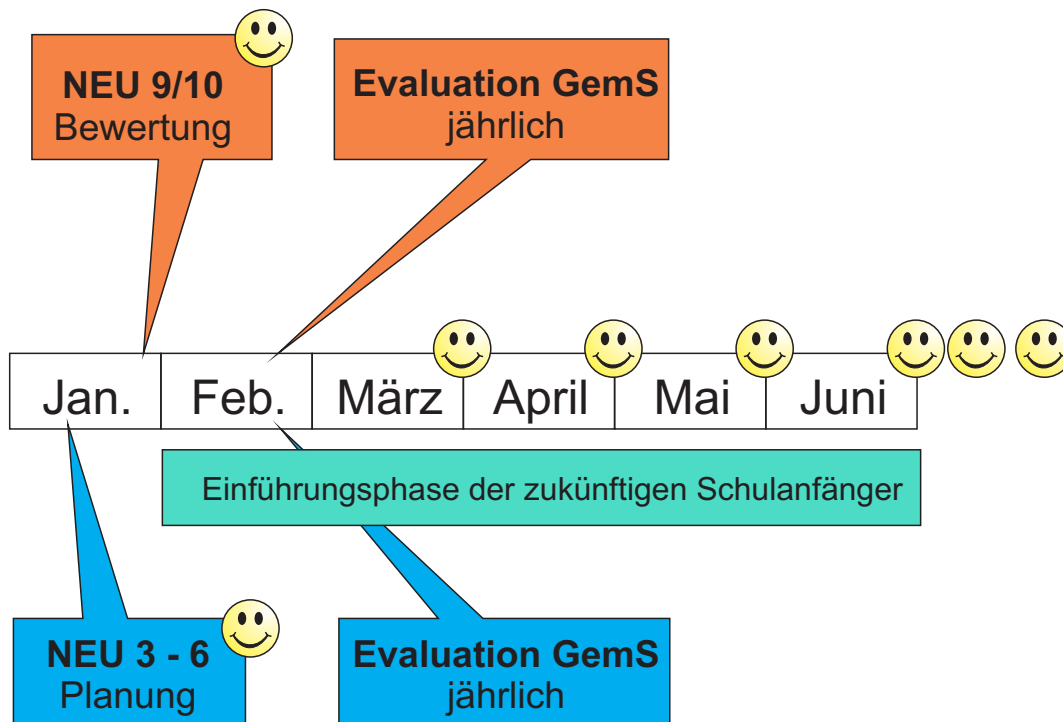 NEU 9/10
Bewertung
Evaluation GemS
jährlich
Jan.
Feb.
März
April
Mai
Juni
Einführungsphase der zukünftigen Schulanfänger
NEU 3 - 6
Planung
Evaluation GemS
jährlich